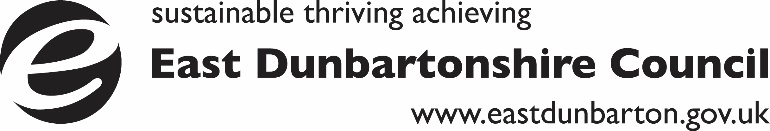 sustainable thriving achieving
East Dunbartonshire Council
www.eastdunbarton.gov.uk